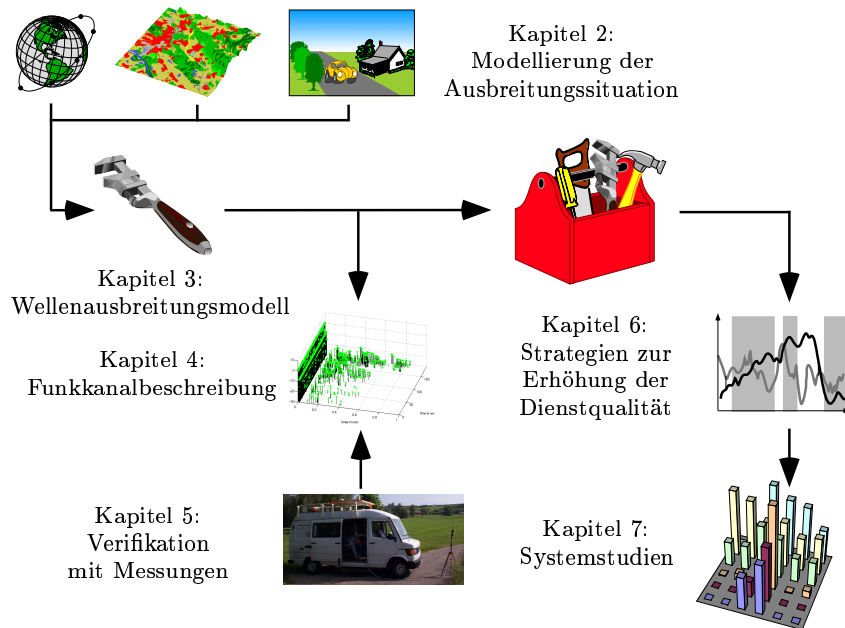 Kapitel 2:
Modellierung der
Ausbreitungssituation
Kapitel 3:
Wellenausbreitungsmodell
Kapitel 4:
Funkkanalbeschreibung
Kapitel 6:
Strategien zur
Erhöhung der
Dienstqualität
Kapitel 5:
Verifikation
mit Messungen
Kapitel 7:
Systemstudien